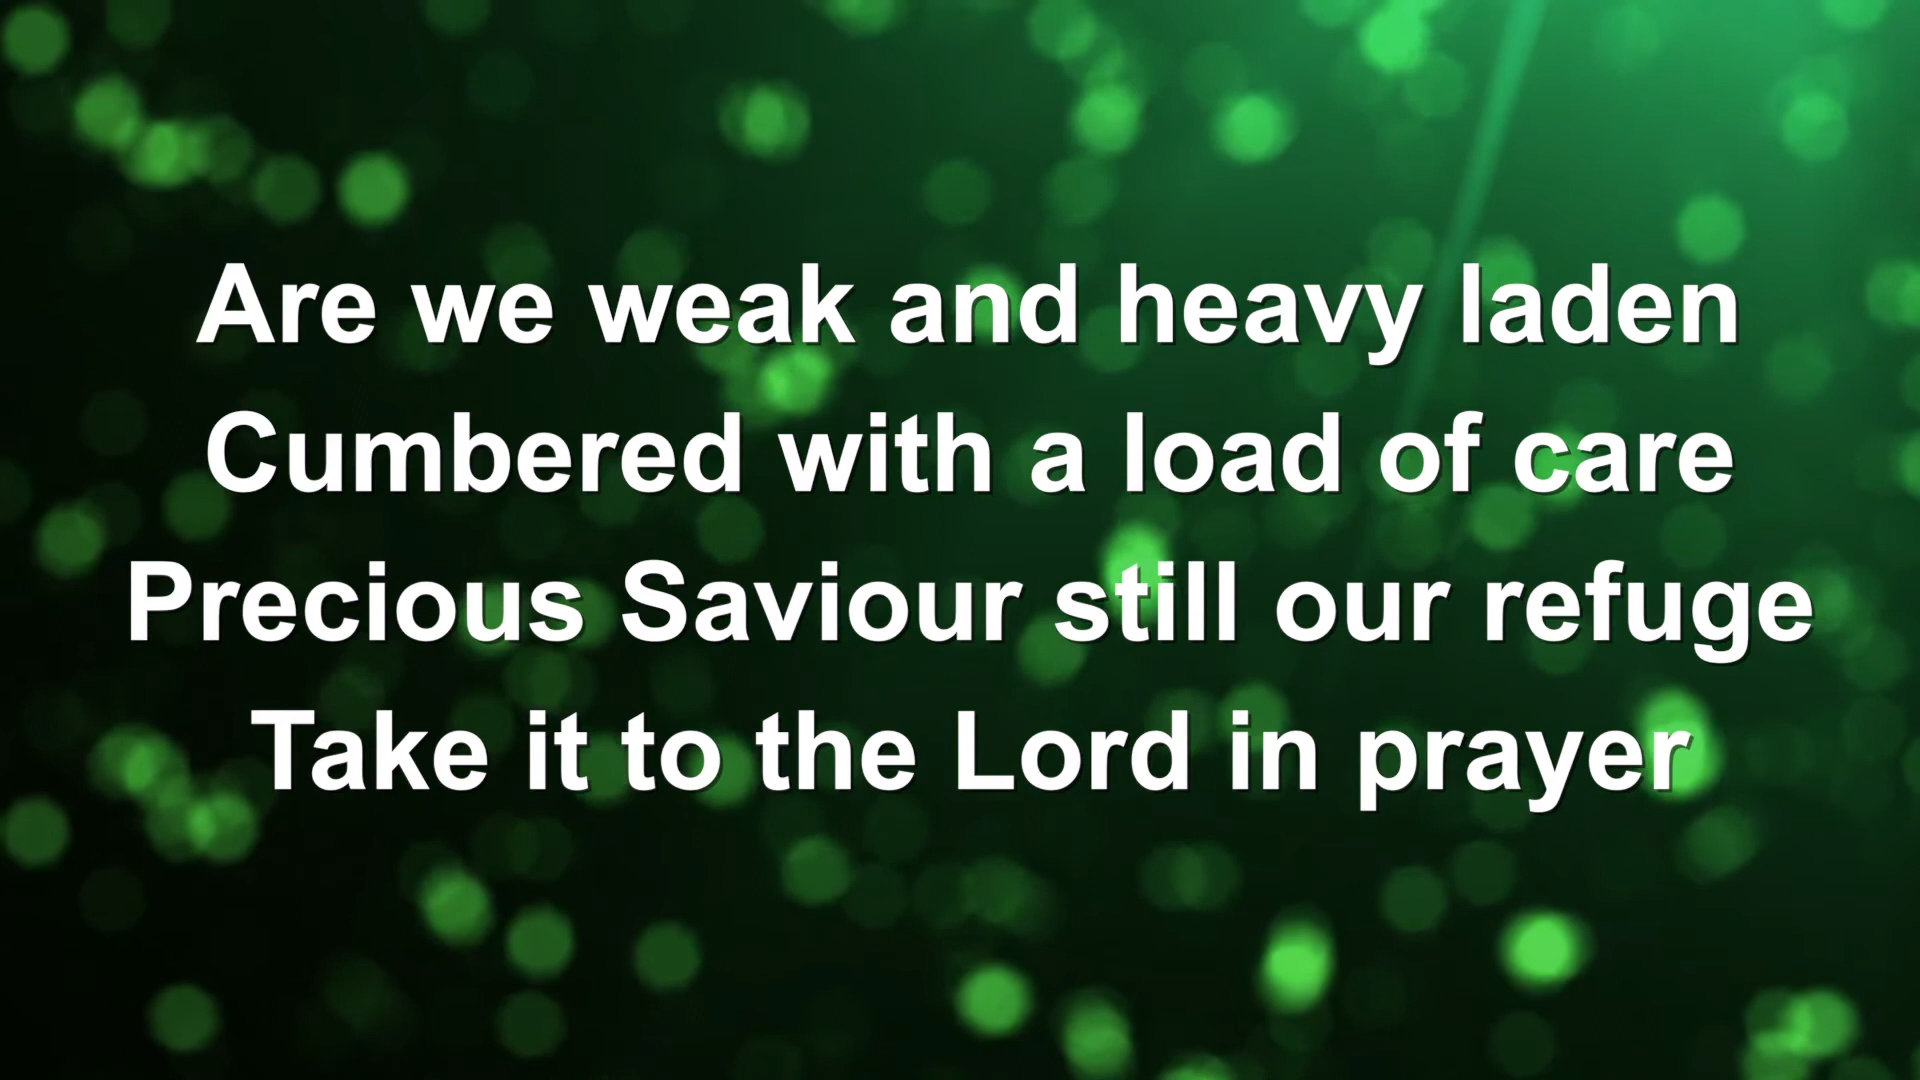 Are we weak and heavy laden
Cumbered with a load of care
Precious Saviour still our refuge
Take it to the Lord in prayer